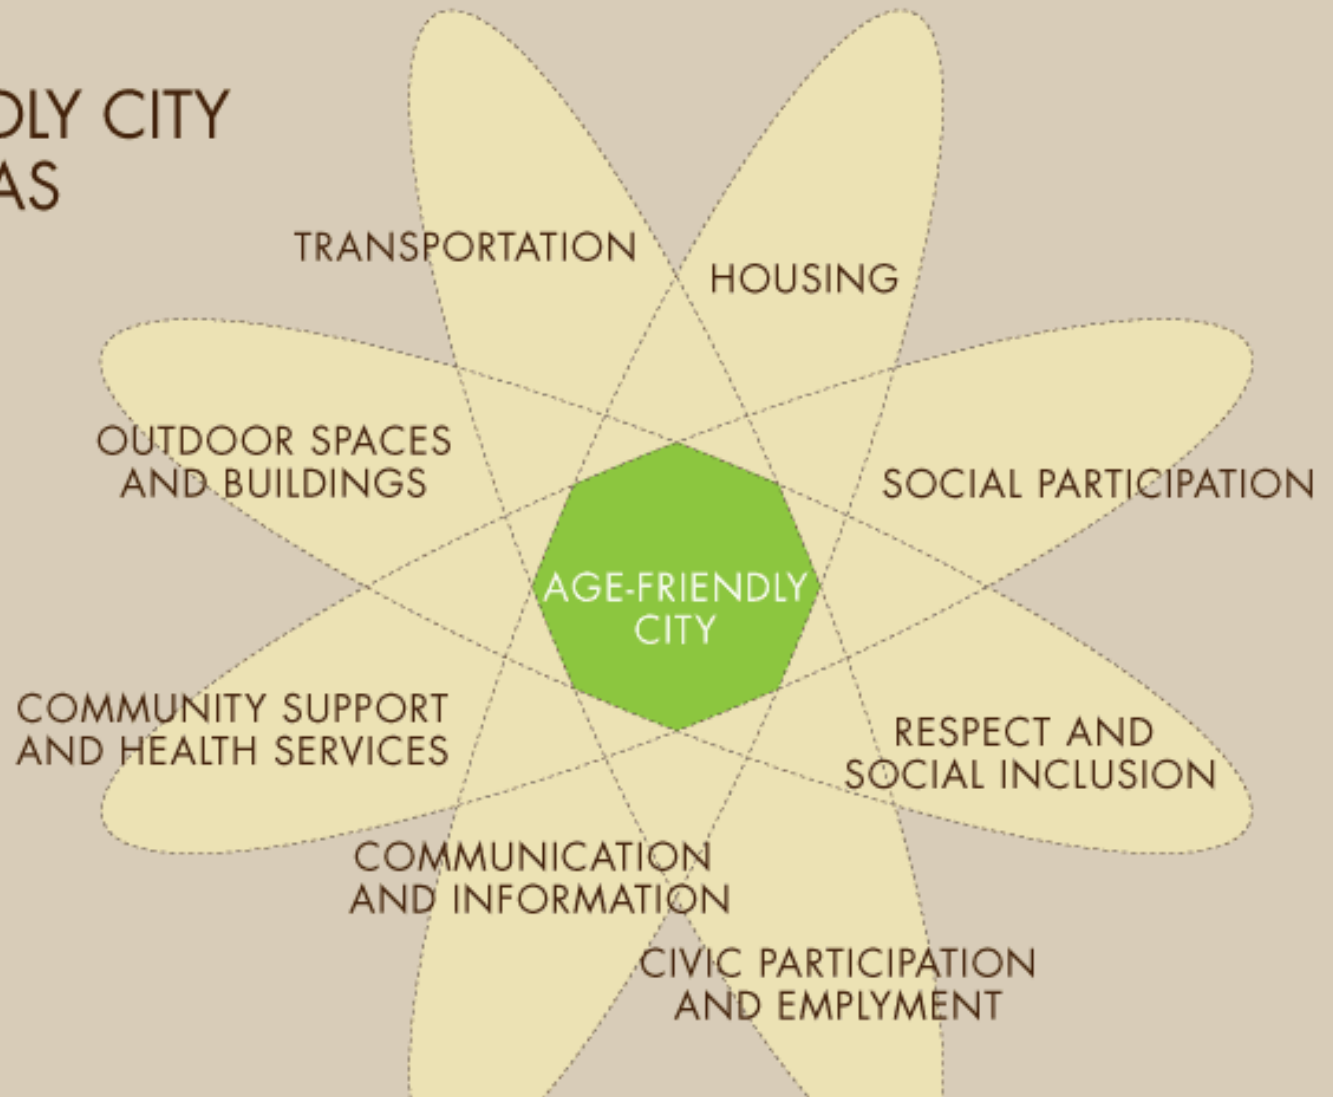 DLY CITY
AS
TRANSPORTATION
HOUSING
OUTDOOR SPACES
AND BUILDINGS
SOCIAL PARTICIPATION
AGE-FRIENDLY
CITY
COMMUNITY SUPPORT
AND HEALTH SERVICES
RESPECT AND
SOCIAL INCLUSION
COMMUNICATION
AND INFORMATION
CIVIC PARTICIPATION
AND EMPLYMENT